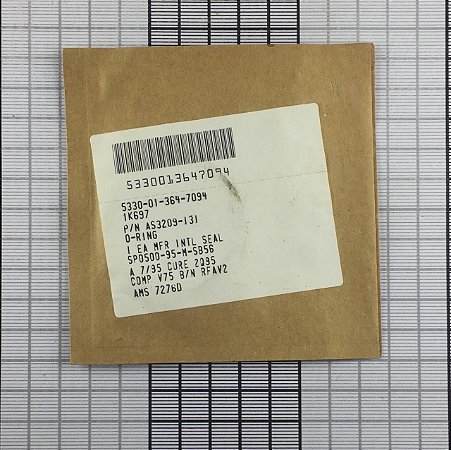 5330013647094
5330-01-364-7094
1K697
P/N AS3209-131
O-RING
1 EA MFR INTL SEAL
SP0500-95-M-SB56
A 7/95 CURE 2Q95
COMP V75 B/N RFAV2
AMS 7276D